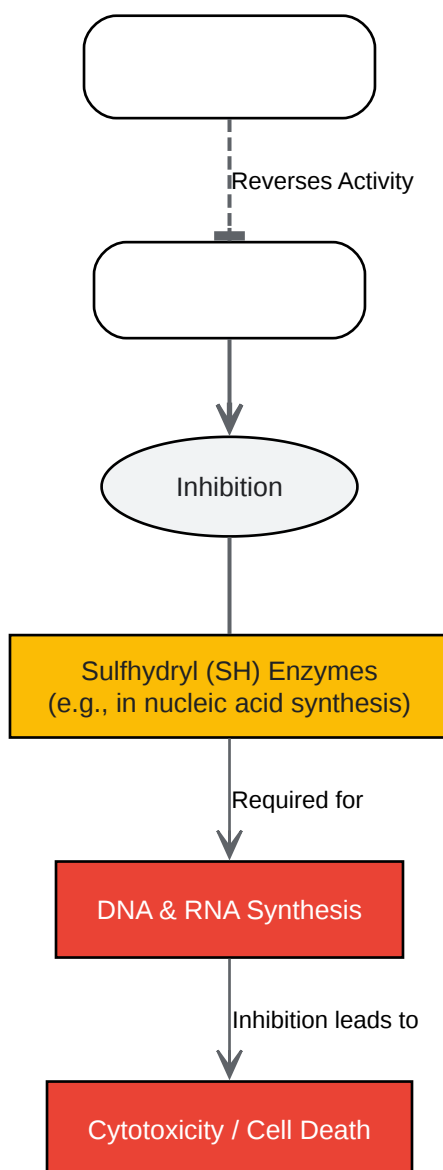 Reverses Activity
Inhibition
Sulfhydryl (SH) Enzymes
(e.g., in nucleic acid synthesis)
Required for
DNA & RNA Synthesis
Inhibition leads to
Cytotoxicity / Cell Death